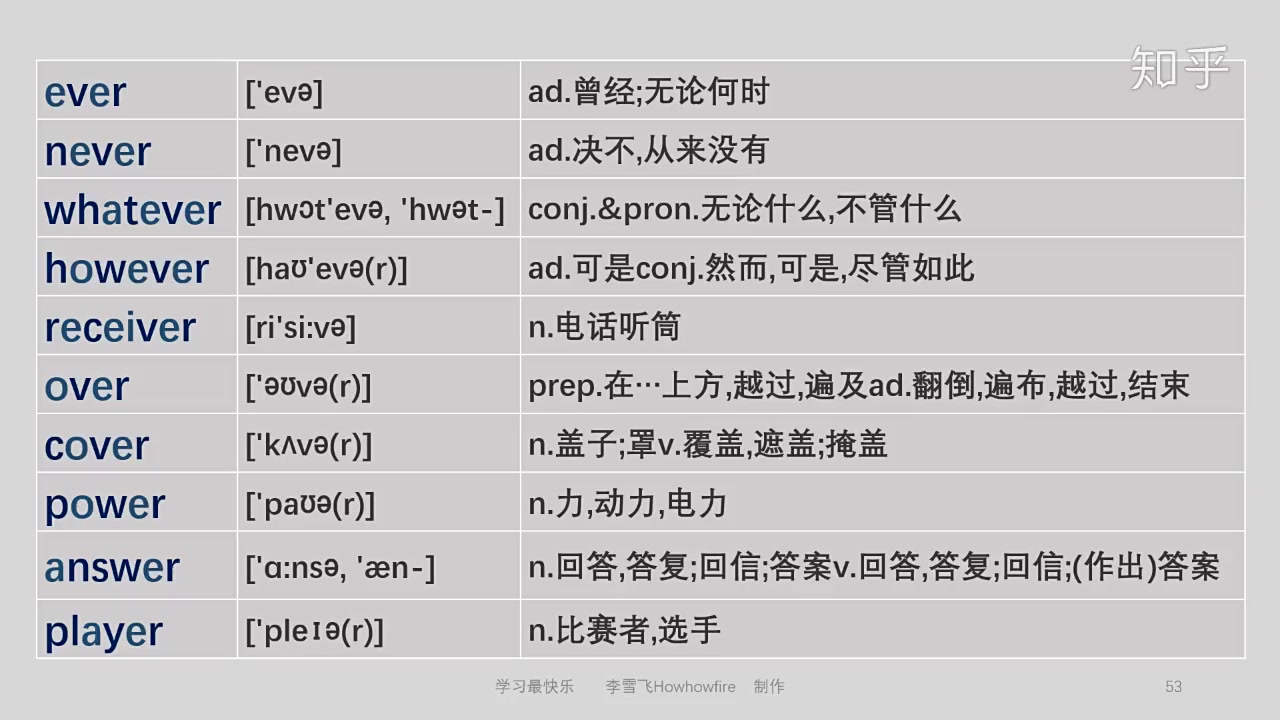 知乎
ever ['evə] ad.曾经;无论何时
never ['nevə] ad.决不,从来没有
whatever [hwɔt'evə, 'hwət-] conj.&pron.无论什么,不管什么
however [haʊ'evə(r)] ad.可是conj.然而,可是,尽管如此
receiver [ri'si:və] n.电话听筒
over ['əʊvə(r)] prep.在…上方,越过,遍及ad.翻倒,遍布,越过,结束
cover ['kʌvə(r)] n.盖子;罩v.覆盖,遮盖;掩盖
power ['paʊə(r)] n.力,动力,电力
answer ['ɑ:nsə, 'æn-] n.回答,答复;回信;答案v.回答,答复;回信;(作出)答案
player ['pleɪə(r)] n.比赛者,选手
学习最快乐 李雪飞Howhowfire 制作 53